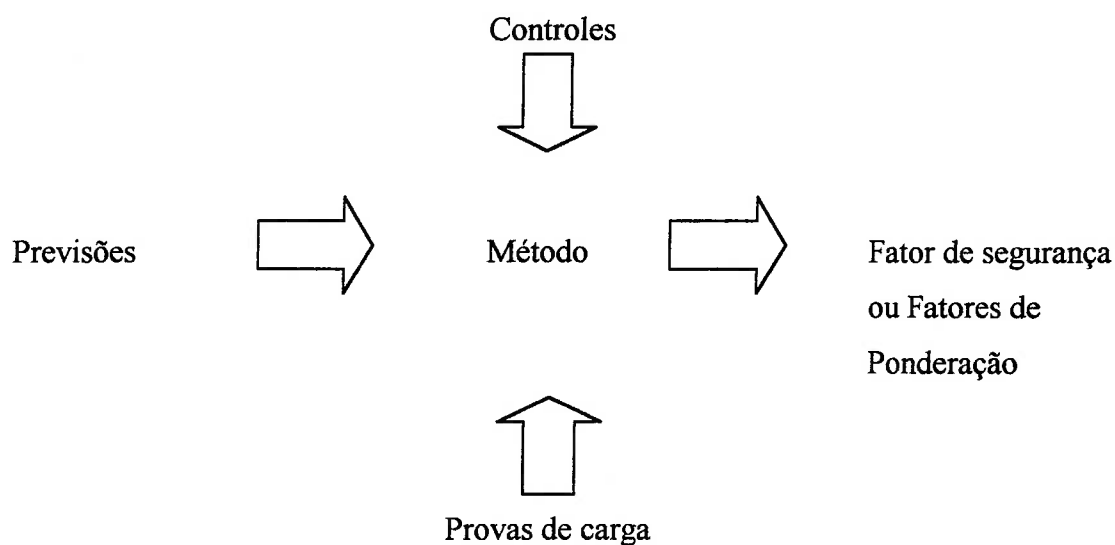 Controles
Previsões
Método
Fator de segurança
ou Fatores de
Ponderação
Provas de carga